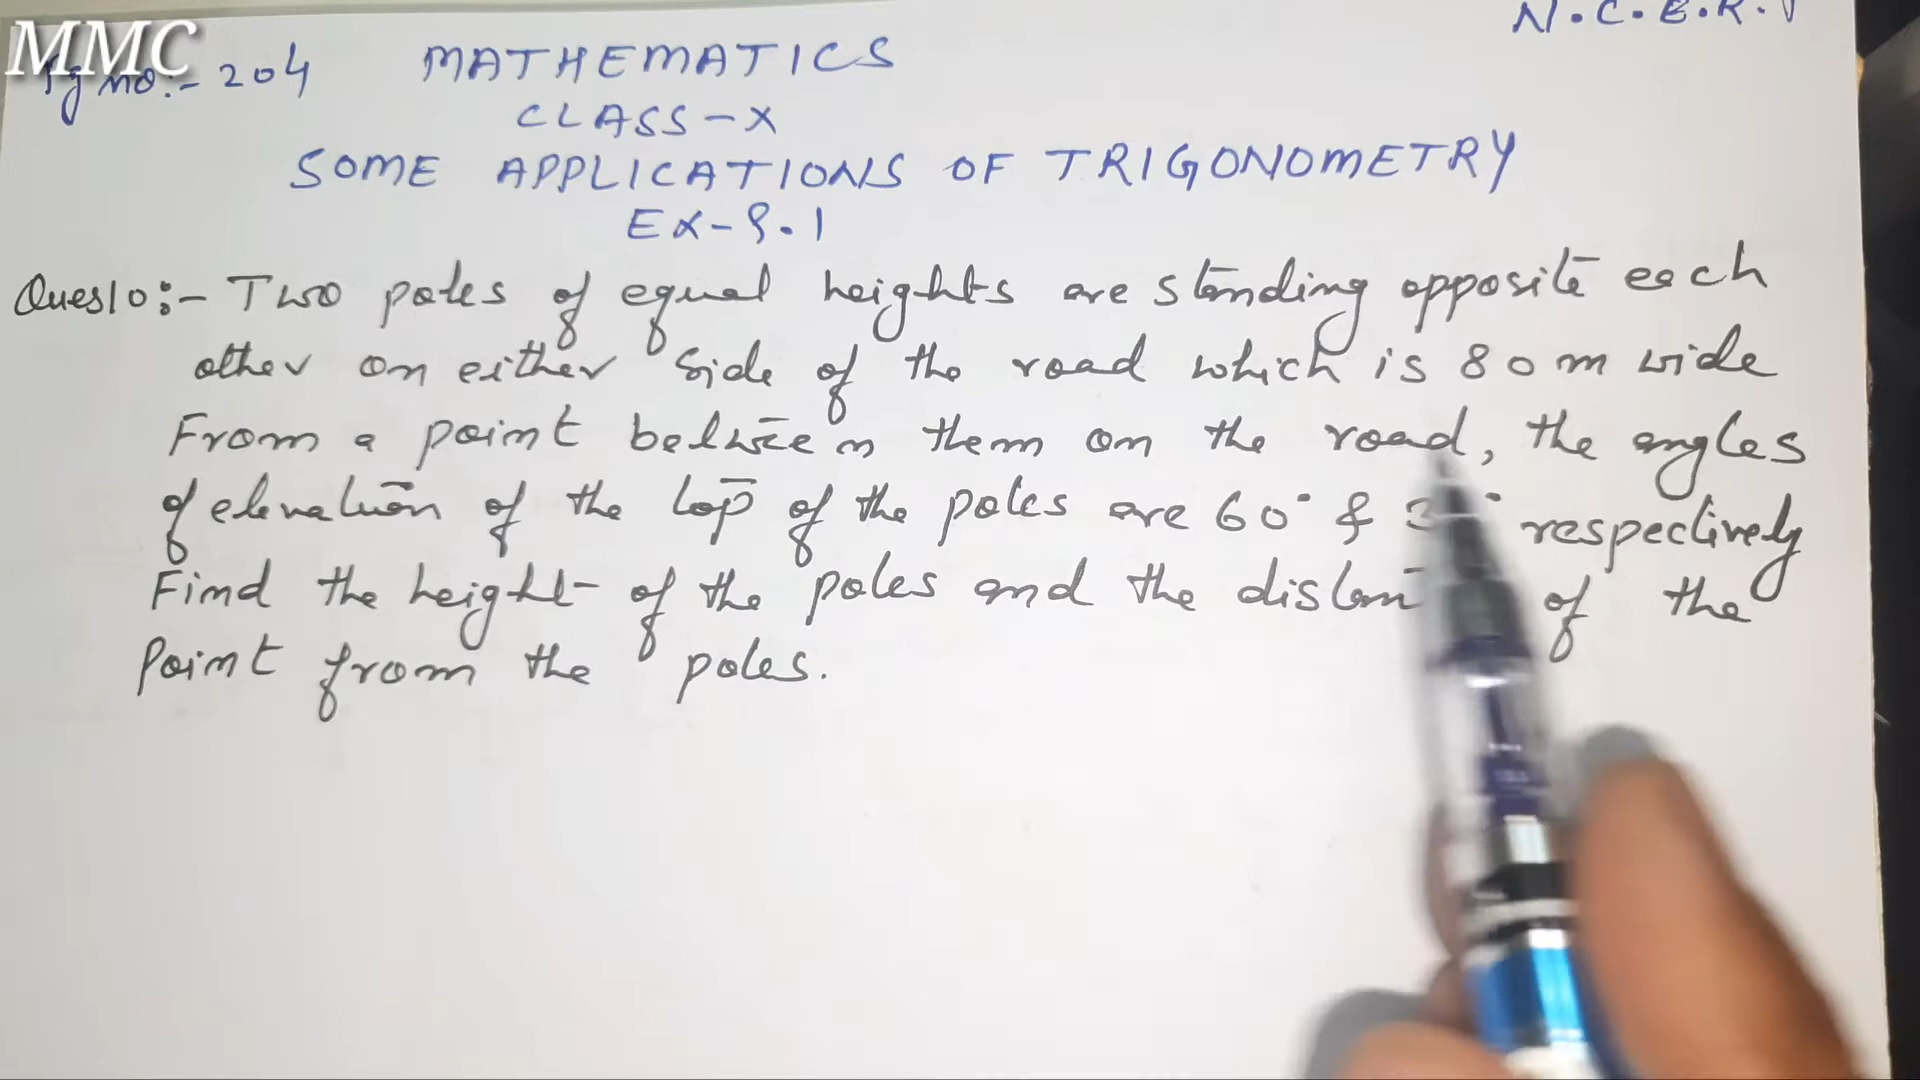 MMC
N.C.E.R.T
Pg no.:- 204 MATHEMATICS
CLASS-X
SOME APPLICATIONS OF TRIGONOMETRY
EX-9.1
Ques10:- Two poles of equal heights are standing opposite each
other on either side of the road which is 80 m wide
From a point between them on the road, the angles
of elevation of the top of the poles are 60° & respectively
Find the height of the poles and the of the
Point from the poles.